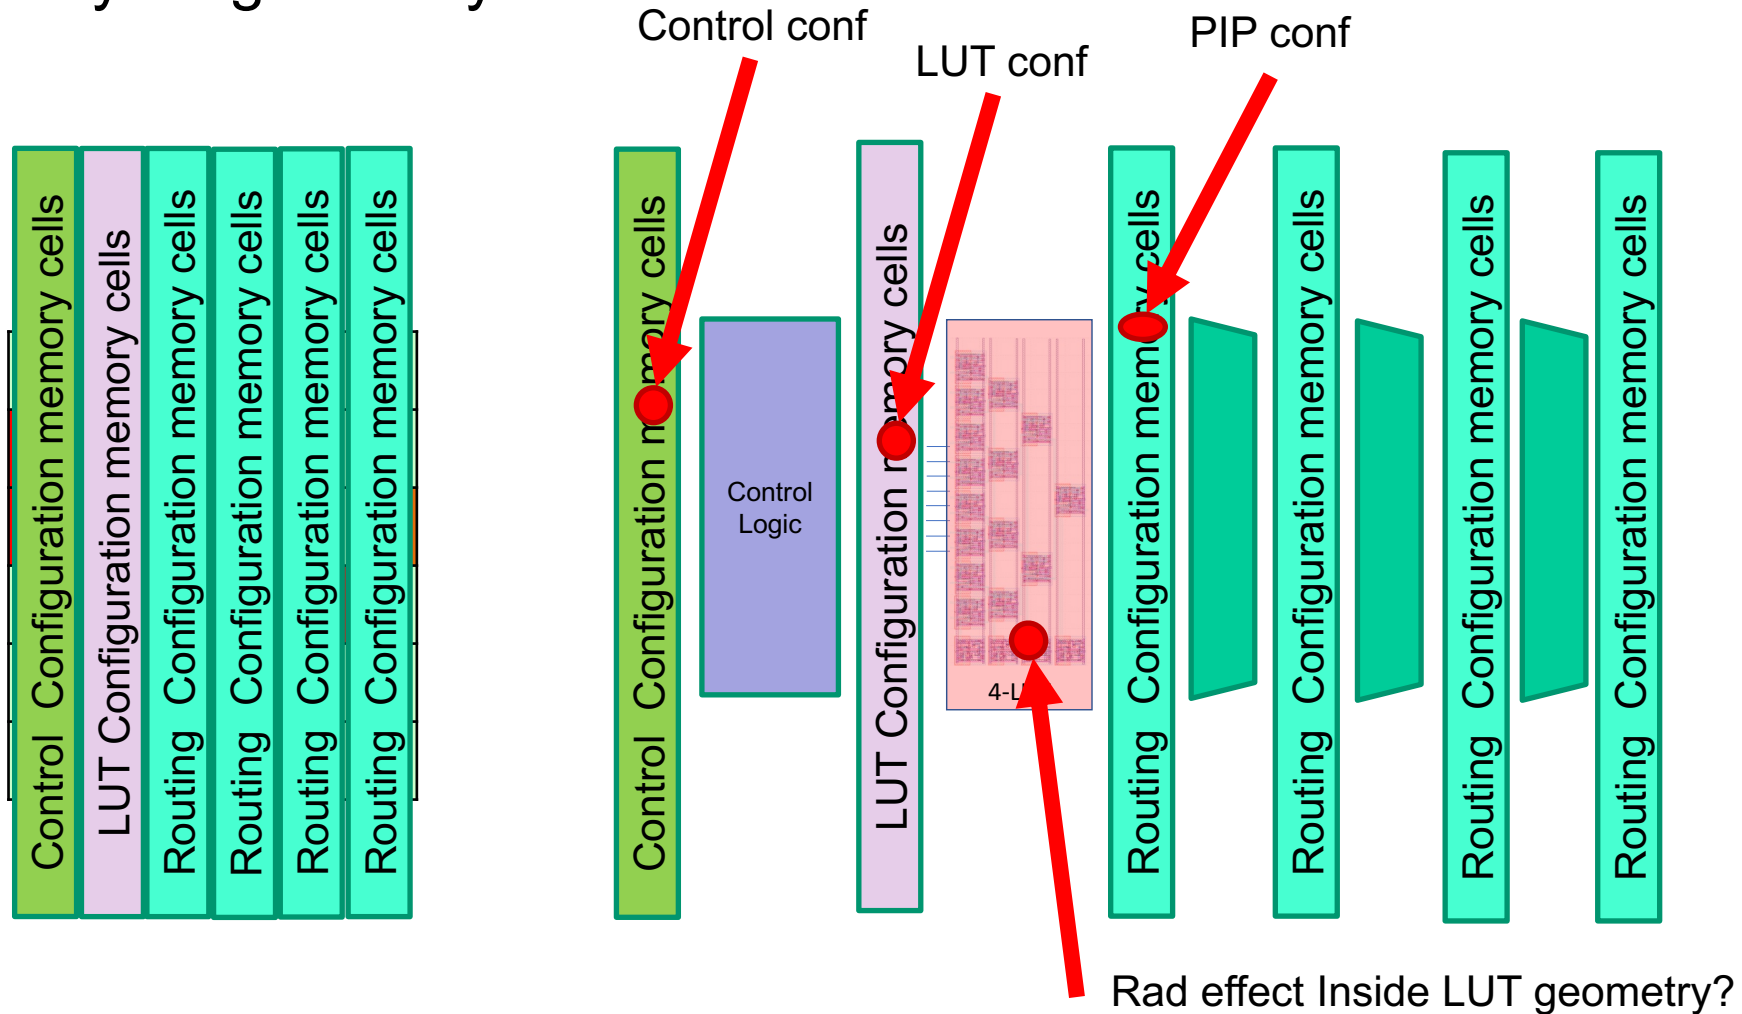 Control conf
LUT conf
PIP conf
Control Configuration memory cells
LUT Configuration memory cells
Routing Configuration memory cells
Routing Configuration memory cells
Routing Configuration memory cells
Routing Configuration memory cells
Control Configuration memory cells
Control
Logic
LUT Configuration memory cells
Routing Configuration memory cells
Routing Configuration memory cells
Routing Configuration memory cells
Routing Configuration memory cells
Rad effect Inside LUT geometry?